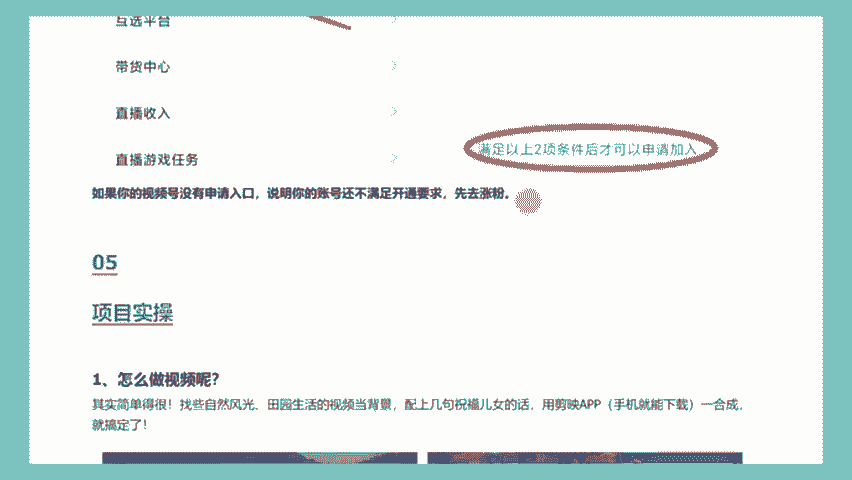 互选平台
带货中心
直播收入
满足以上2项条件后才可以申请加入
直播游戏任务
如果你的视频号没有申请入口，说明你的账号还不满足开通要求，先去涨粉。
05
项目实操
1、怎么做视频呢？
其实简单得很！找些自然风光、田园生活的视频当背景，配上几句祝福儿女的话，用剪映APP（手机就能下载）一合成，
就搞定了！